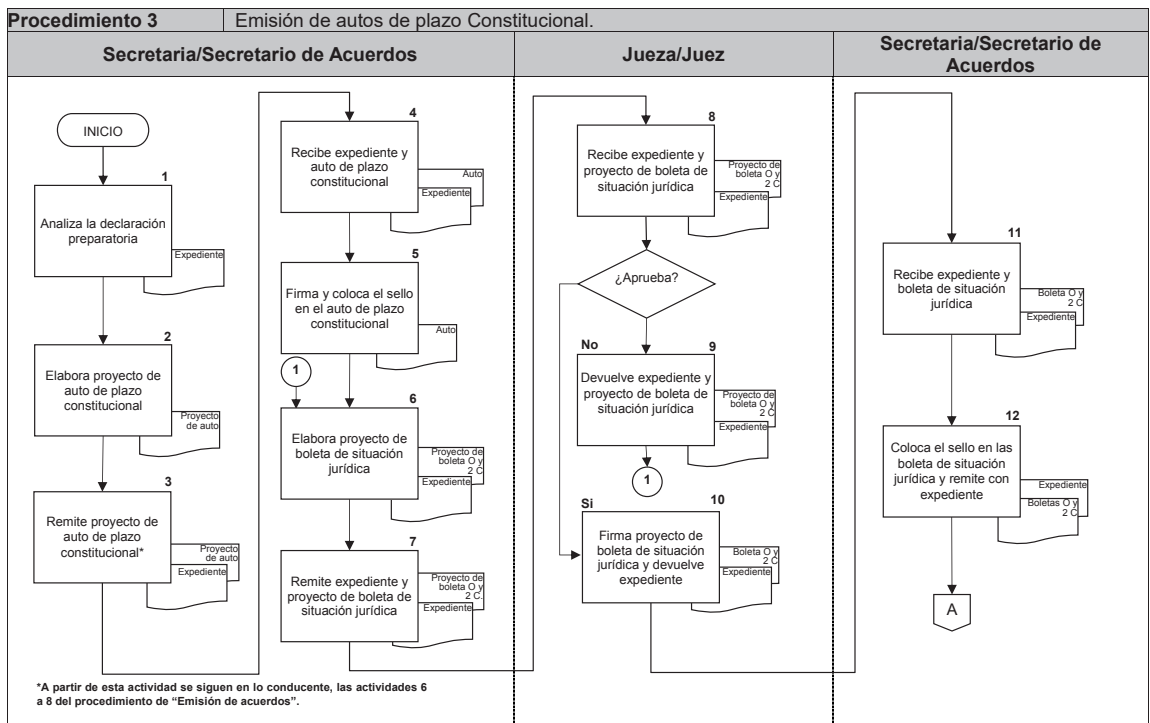 Procedimiento 3
Emisión de autos de plazo Constitucional.
Secretaria/Secretario de Acuerdos
Jueza/Juez
Secretaria/Secretario de
Acuerdos
INICIO
1
Analiza la declaración
preparatoria
Expediente
2
Elabora proyecto de
auto de plazo
constitucional
Proyecto
de auto
3
Remite proyecto de
auto de plazo
constitucional*
Proyecto
de auto
Expediente
4
Recibe expediente y
auto de plazo
constitucional
Auto
Expediente
5
Firma y coloca el sello
en el auto de plazo
constitucional
Auto
1
6
Elabora proyecto de
boleta de situación
jurídica
Proyecto de
boleta O y
2 C
Expediente
7
Remite expediente y
proyecto de boleta de
situación jurídica
Proyecto de
boleta O y
2 C.
Expediente
*A partir de esta actividad se siguen en lo conducente, las actividades 6
a 8 del procedimiento de “Emisión de acuerdos”.
8
Recibe expediente y
proyecto de boleta de
situación jurídica
Proyecto de
boleta O y
2 C
Expediente
¿Aprueba?
No
9
Devuelve expediente y
proyecto de boleta de
situación jurídica
Proyecto de
boleta O y
2 C
Expediente
1
Si
10
Firma proyecto de
boleta de situación
jurídica y devuelve
expediente
Boleta O y
2 C
Expediente
11
Recibe expediente y
boleta de situación
jurídica
Boleta O y
2 C
Expediente
12
Coloca el sello en las
boleta de situación
jurídica y remite con
expediente
Expediente
Boletas O y
2 C
A